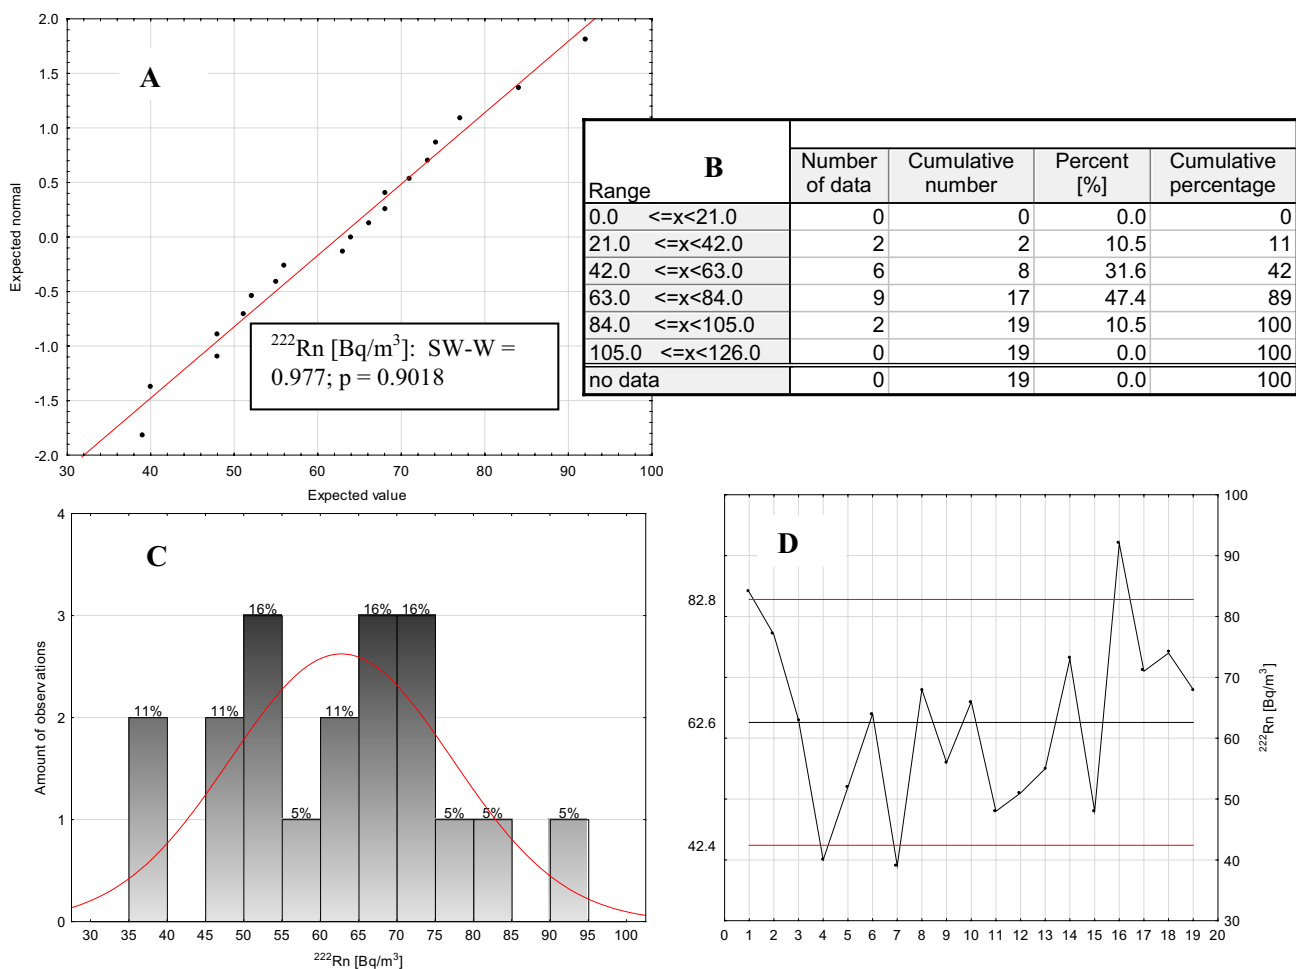 2.0
1.5
1.0
0.5
0.0
-0.5
-1.0
-1.5
-2.0
Expected normal
A
²²²Rn [Bq/m³]: SW-W =
0.977; p = 0.9018
30 40 50 60 70 80 90 100
Expected value
B
Range Number of data Cumulative number Percent [%] Cumulative percentage
0.0 <=x<21.0 0 0 0.0 0
21.0 <=x<42.0 2 2 10.5 11
42.0 <=x<63.0 6 8 31.6 42
63.0 <=x<84.0 9 17 47.4 89
84.0 <=x<105.0 2 19 10.5 100
105.0 <=x<126.0 0 19 0.0 100
no data 0 19 0.0 100
4
3
2
1
0
Amount of observations
C
11% 11% 16% 5% 11% 16% 16% 5% 5% 5%
30 35 40 45 50 55 60 65 70 75 80 85 90 95 100
²²²Rn [Bq/m³]
D
82.8
62.6
42.4
100
90
80
70
60
50
40
30
²²²Rn [Bq/m³]
0 1 2 3 4 5 6 7 8 9 10 11 12 13 14 15 16 17 18 19 20